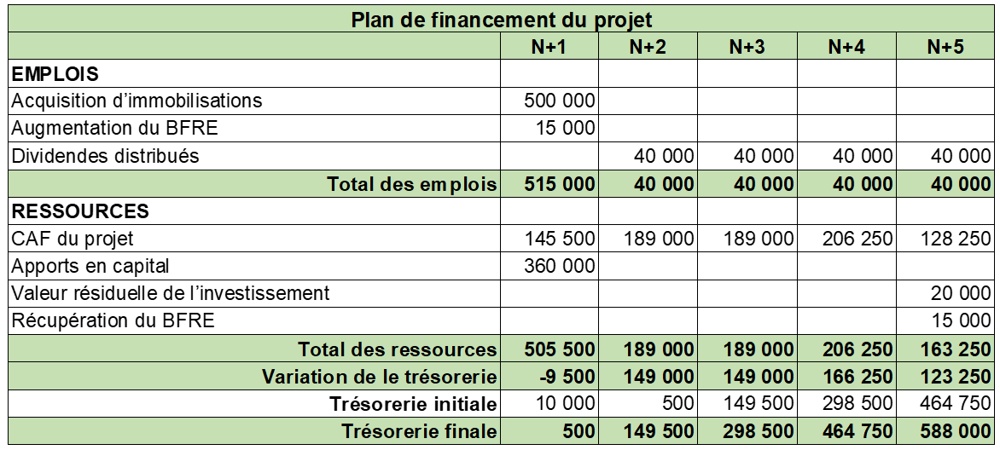 Plan de financement du projet
N+1 N+2 N+3 N+4 N+5
EMPLOIS
Acquisition d’immobilisations 500 000
Augmentation du BFRE 15 000
Dividendes distribués 40 000 40 000 40 000 40 000
Total des emplois 515 000 40 000 40 000 40 000 40 000
RESSOURCES
CAF du projet 145 500 189 000 189 000 206 250 128 250
Apports en capital 360 000
Valeur résiduelle de l’investissement 20 000
Récupération du BFRE 15 000
Total des ressources 505 500 189 000 189 000 206 250 163 250
Variation de le trésorerie -9 500 149 000 149 000 166 250 123 250
Trésorerie initiale 10 000 500 149 500 298 500 464 750
Trésorerie finale 500 149 500 298 500 464 750 588 000